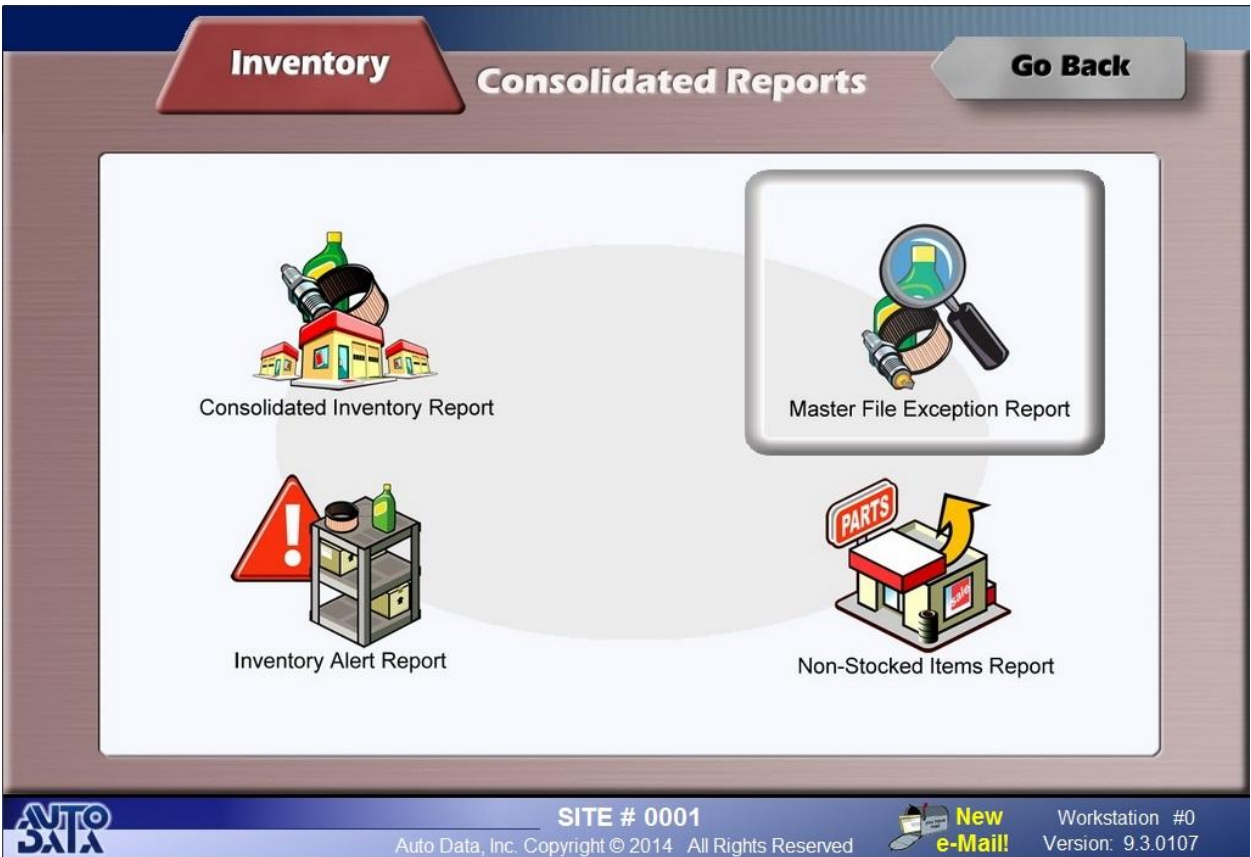 Inventory
Consolidated Reports
Go Back
Consolidated Inventory Report
Master File Exception Report
PARTS
sale
Inventory Alert Report
Non-Stocked Items Report
AUTO
DATA
SITE # 0001
Auto Data, Inc. Copyright © 2014 All Rights Reserved
New
e-Mail!
Workstation #0
Version: 9.3.0107